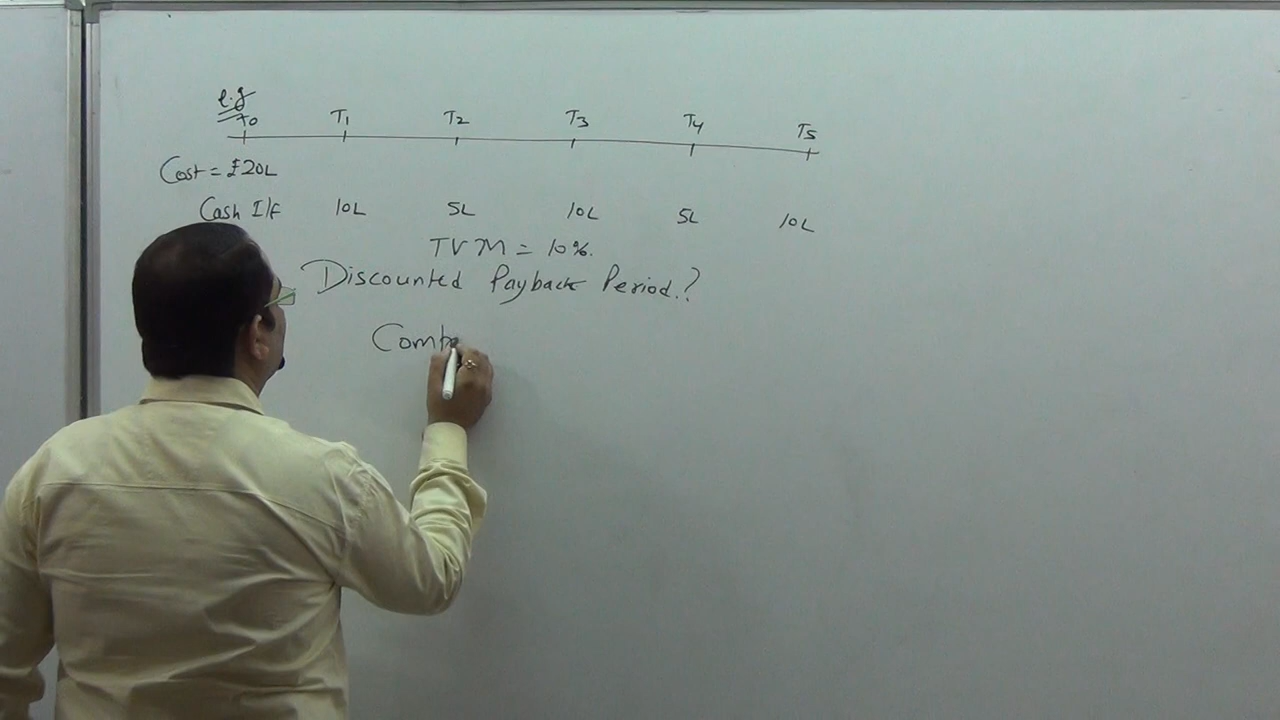 e.g
T0 T1 T2 T3 T4 T5
Cost = £20L
Cash I/F 10L 5L 10L 5L 10L
TVM = 10%.
Discounted Payback Period.?
Comp